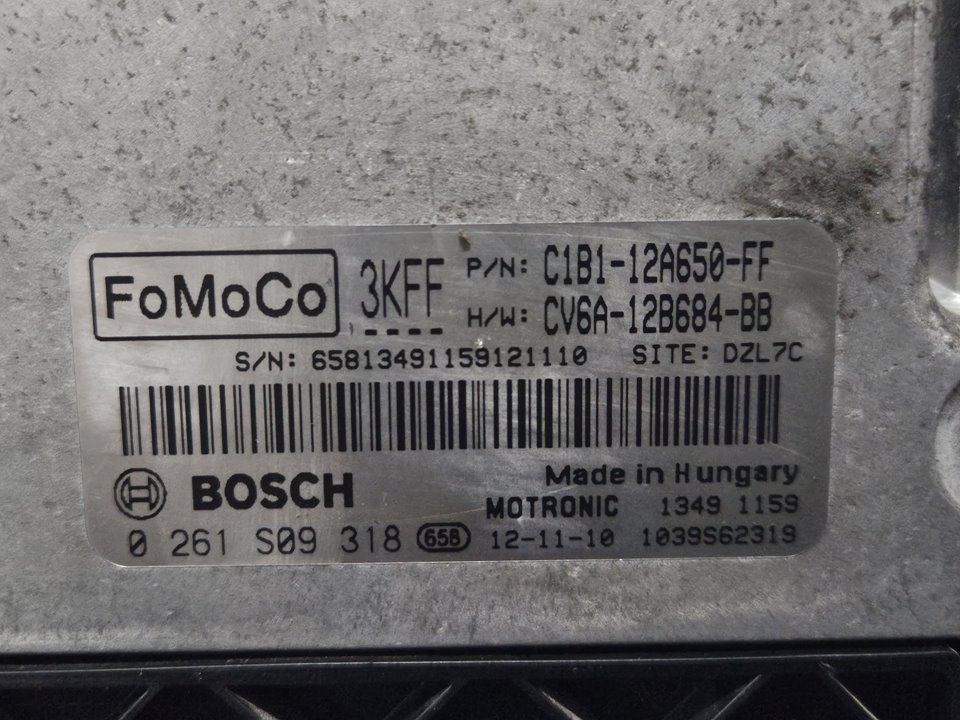 FoMoCo 3KFF P/N: C1B1-12A650-FF
H/W: CV6A-12B684-BB
S/N: 65813491159121110 SITE: DZL7C
BOSCH Made in Hungary
MOTRONIC 1349 1159
0 261 S09 318 658 12-11-10 1039S62319